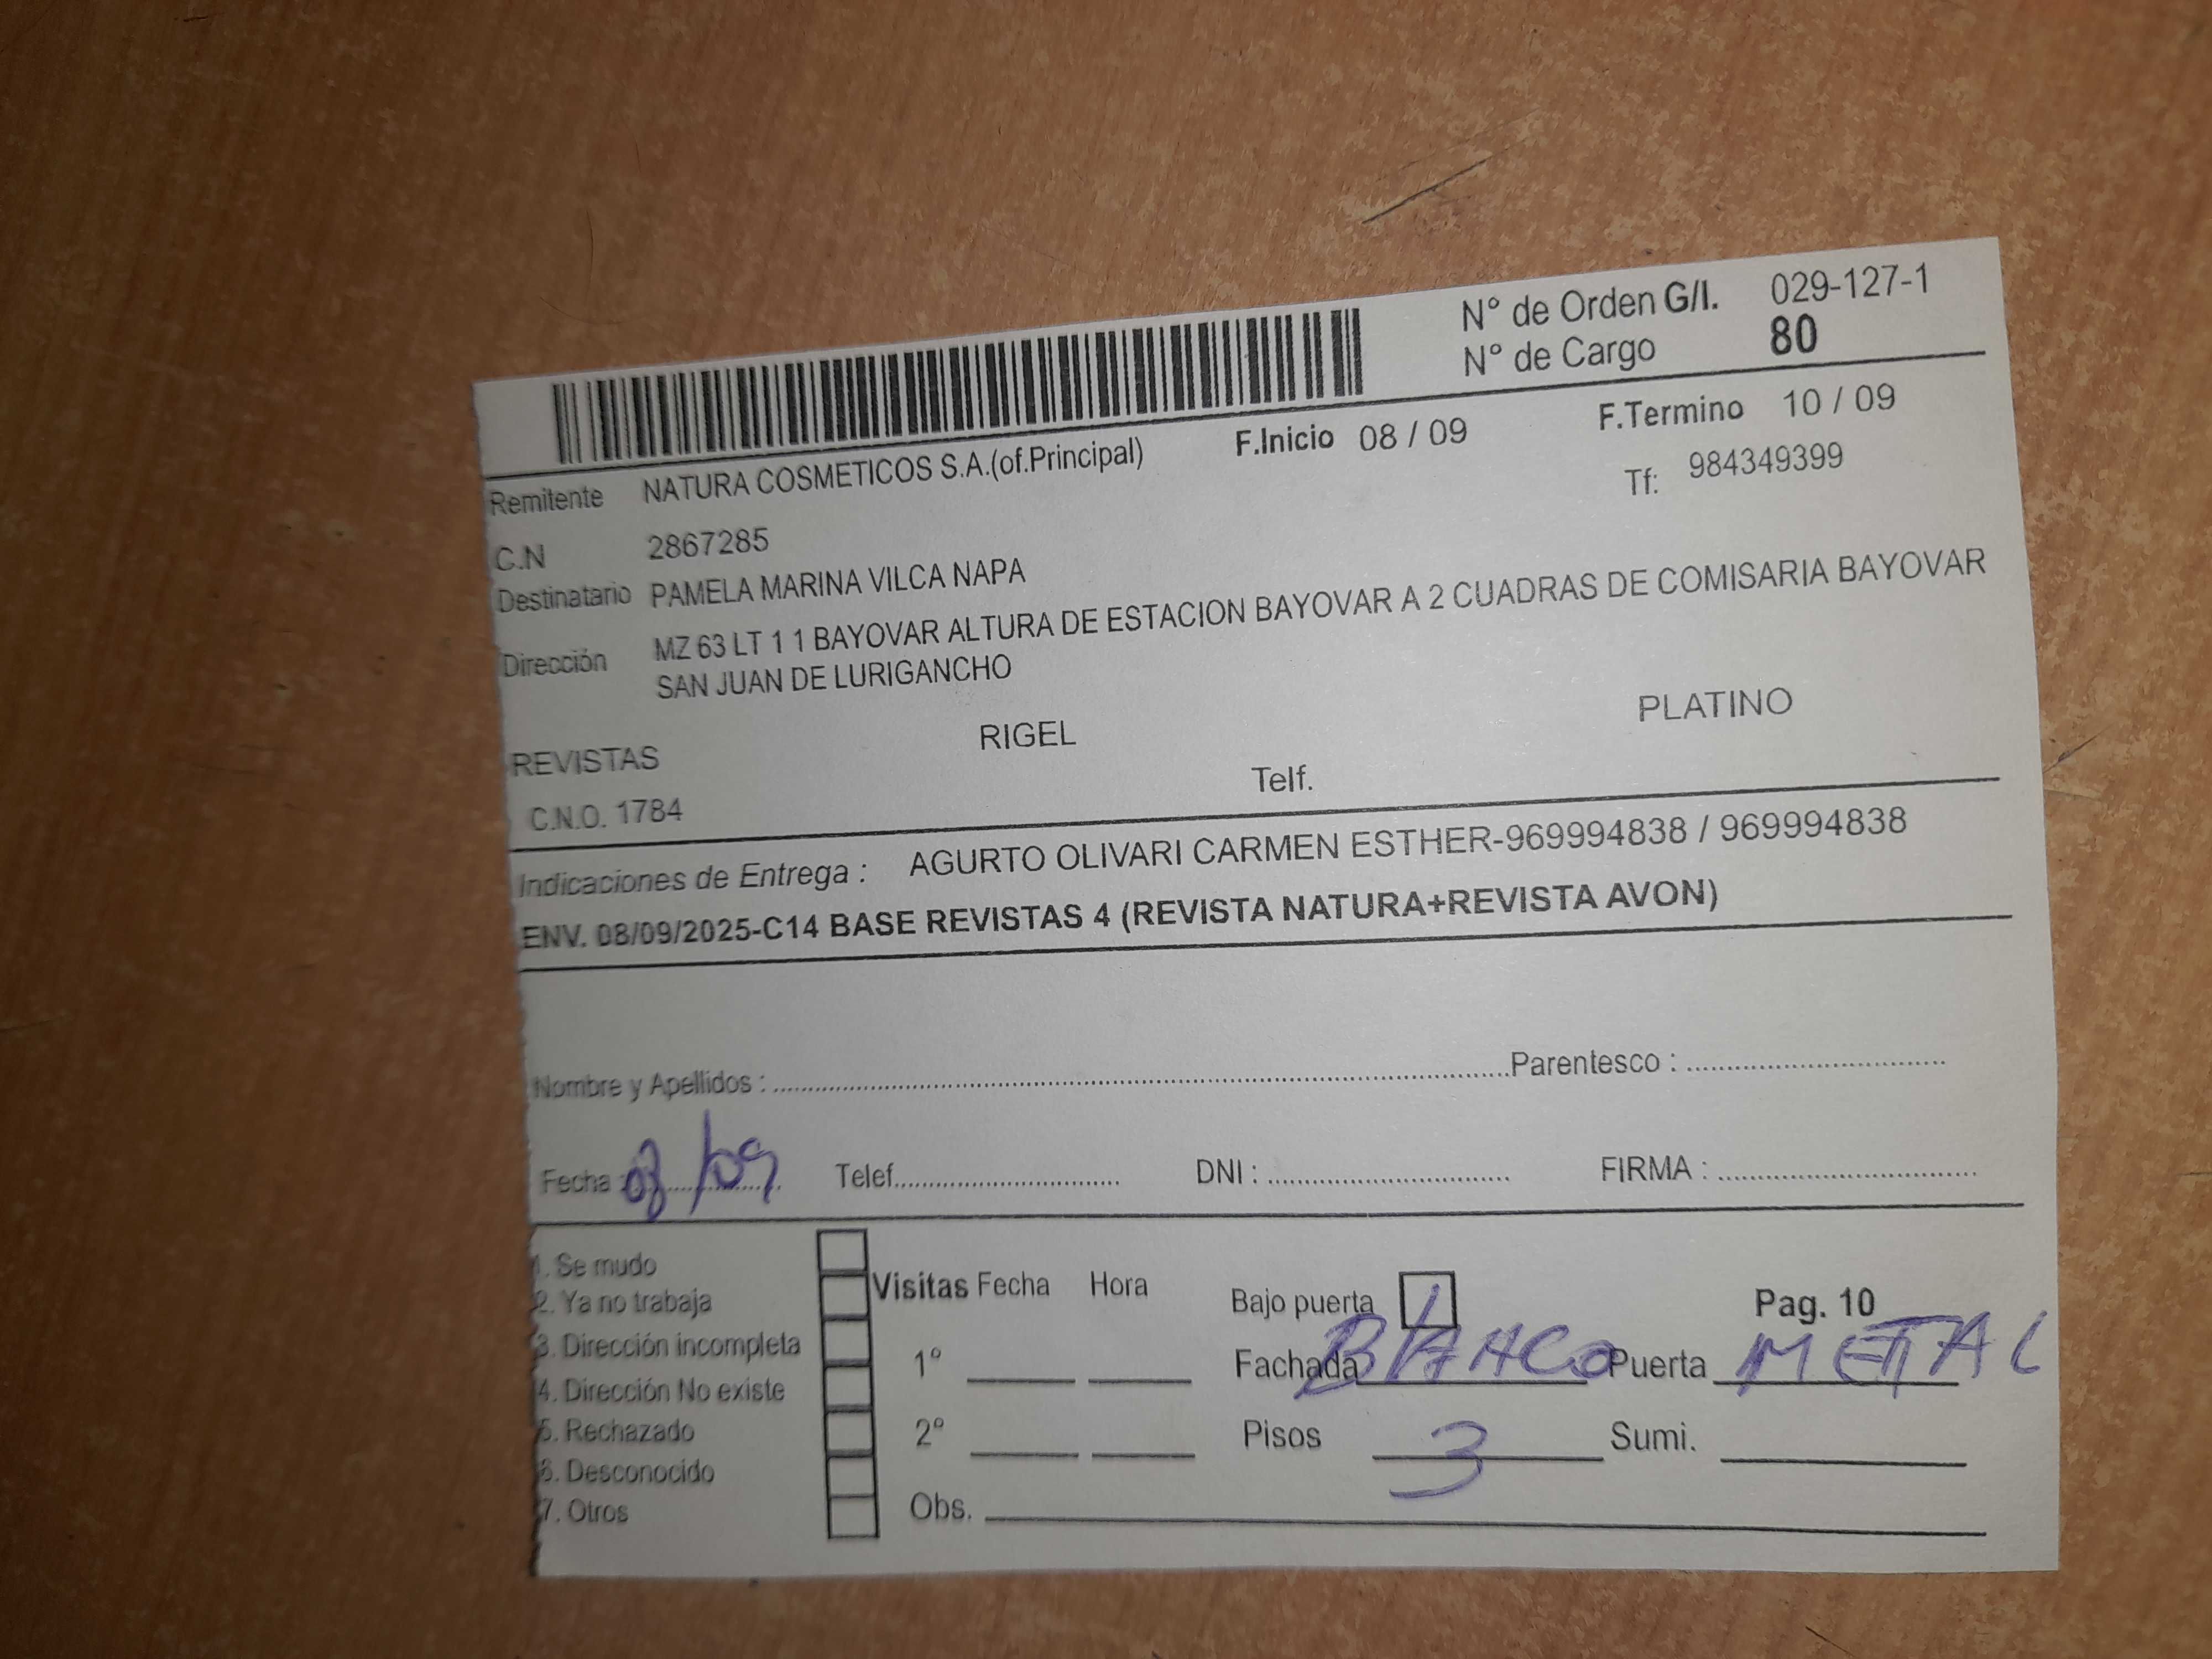 N° de Orden G/I. 029-127-1
N° de Cargo 80
F.Inicio 08 / 09 F.Termino 10 / 09
Remitente NATURA COSMETICOS S.A.(of.Principal) Tf: 984349399
C.N 2867285
Destinatario PAMELA MARINA VILCA NAPA
Dirección MZ 63 LT 1 1 BAYOVAR ALTURA DE ESTACION BAYOVAR A 2 CUADRAS DE COMISARIA BAYOVAR
SAN JUAN DE LURIGANCHO
REVISTAS RIGEL PLATINO
C.N.O. 1784 Telf.
Indicaciones de Entrega : AGURTO OLIVARI CARMEN ESTHER-969994838 / 969994838
ENV. 08/09/2025-C14 BASE REVISTAS 4 (REVISTA NATURA+REVISTA AVON)
Nombre y Apellidos : Parentesco :
Fecha : 08/09 Telef. DNI : FIRMA :
1. Se mudo
2. Ya no trabaja
3. Dirección incompleta
4. Dirección No existe
5. Rechazado
6. Desconocido
7. Otros
Visitas Fecha Hora
1°
2°
Obs.
Bajo puerta Pag. 10
Fachada BLANCO Puerta METAL
Pisos 3 Sumi.